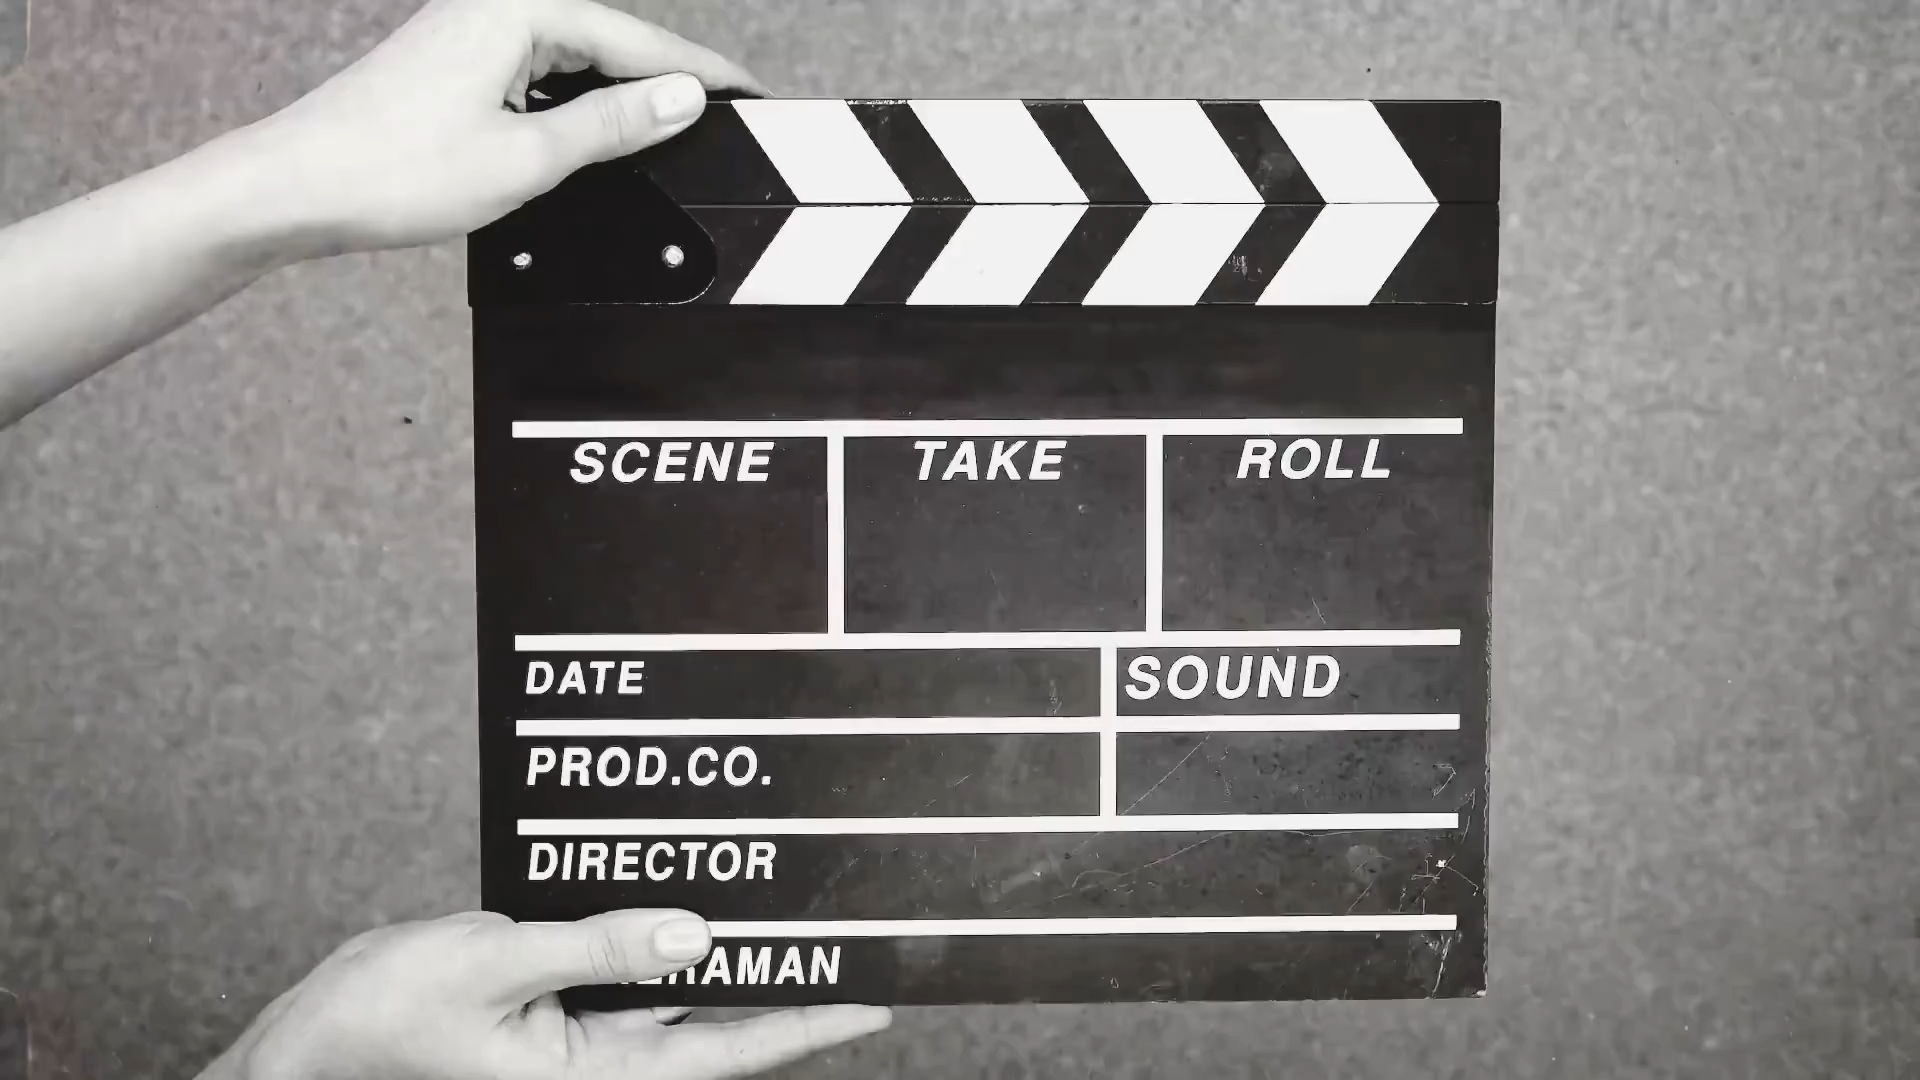 SCENE TAKE ROLL
DATE SOUND
PROD.CO.
DIRECTOR